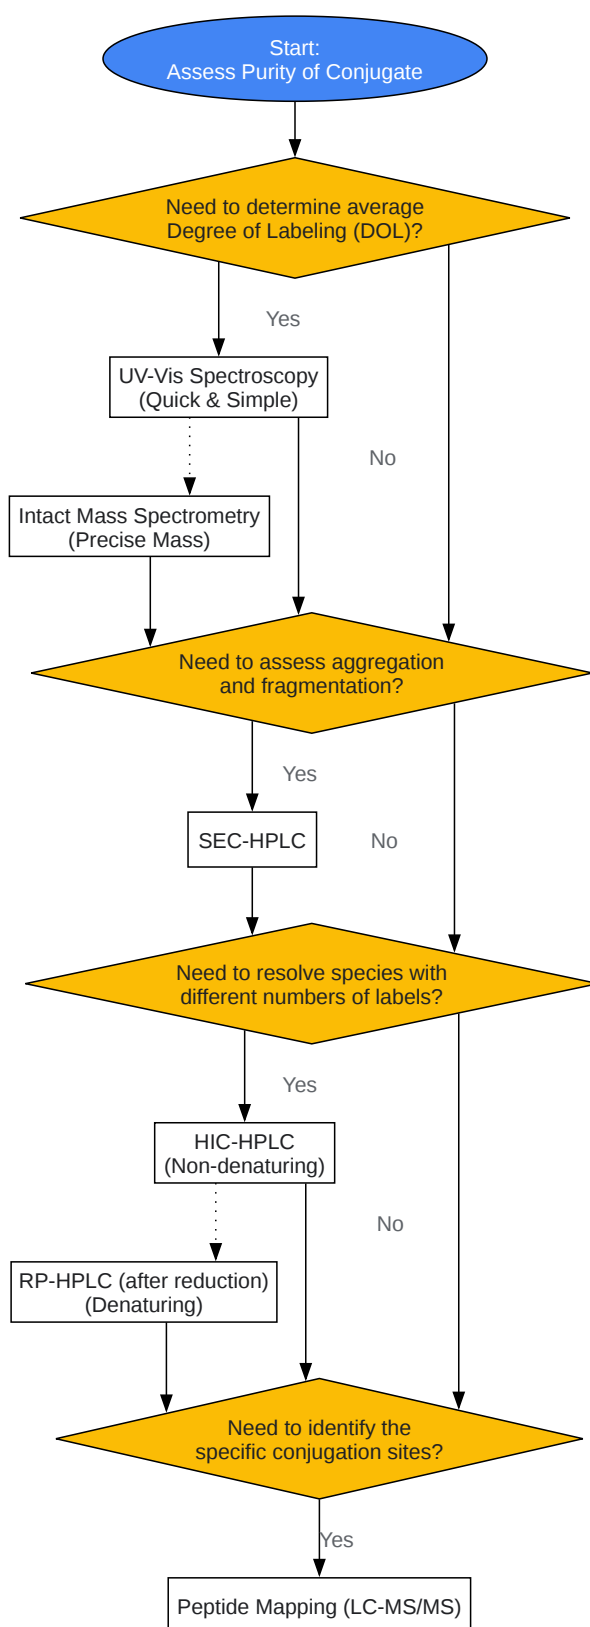 Start:
Assess Purity of Conjugate
Need to determine average
Degree of Labeling (DOL)?
Yes
UV-Vis Spectroscopy
(Quick & Simple)
No
Intact Mass Spectrometry
(Precise Mass)
Need to assess aggregation
and fragmentation?
Yes
SEC-HPLC
No
Need to resolve species with
different numbers of labels?
Yes
HIC-HPLC
(Non-denaturing)
No
RP-HPLC (after reduction)
(Denaturing)
Need to identify the
specific conjugation sites?
Yes
Peptide Mapping (LC-MS/MS)